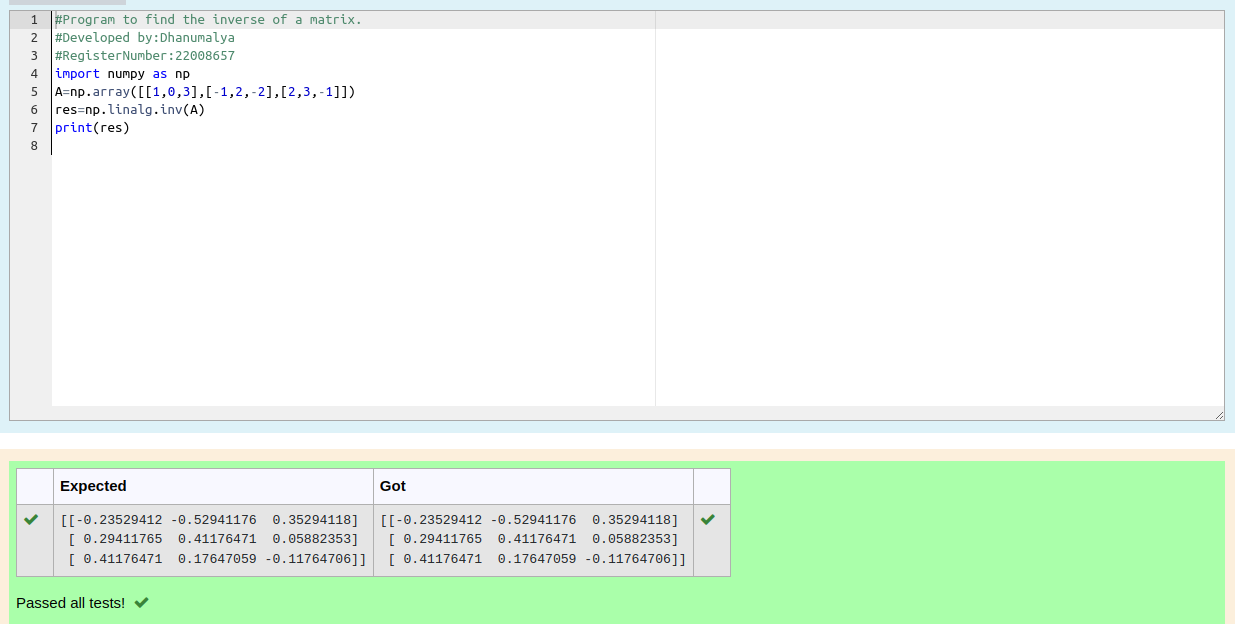 1 #Program to find the inverse of a matrix.
2 #Developed by:Dhanumalya
3 #RegisterNumber:22008657
4 import numpy as np
5 A=np.array([[1,0,3],[-1,2,-2],[2,3,-1]])
6 res=np.linalg.inv(A)
7 print(res)
8
Expected Got
[[-0.23529412 -0.52941176  0.35294118] [[-0.23529412 -0.52941176  0.35294118]
[ 0.29411765  0.41176471  0.05882353] [ 0.29411765  0.41176471  0.05882353]
[ 0.41176471  0.17647059 -0.11764706]] [ 0.41176471  0.17647059 -0.11764706]]
Passed all tests!